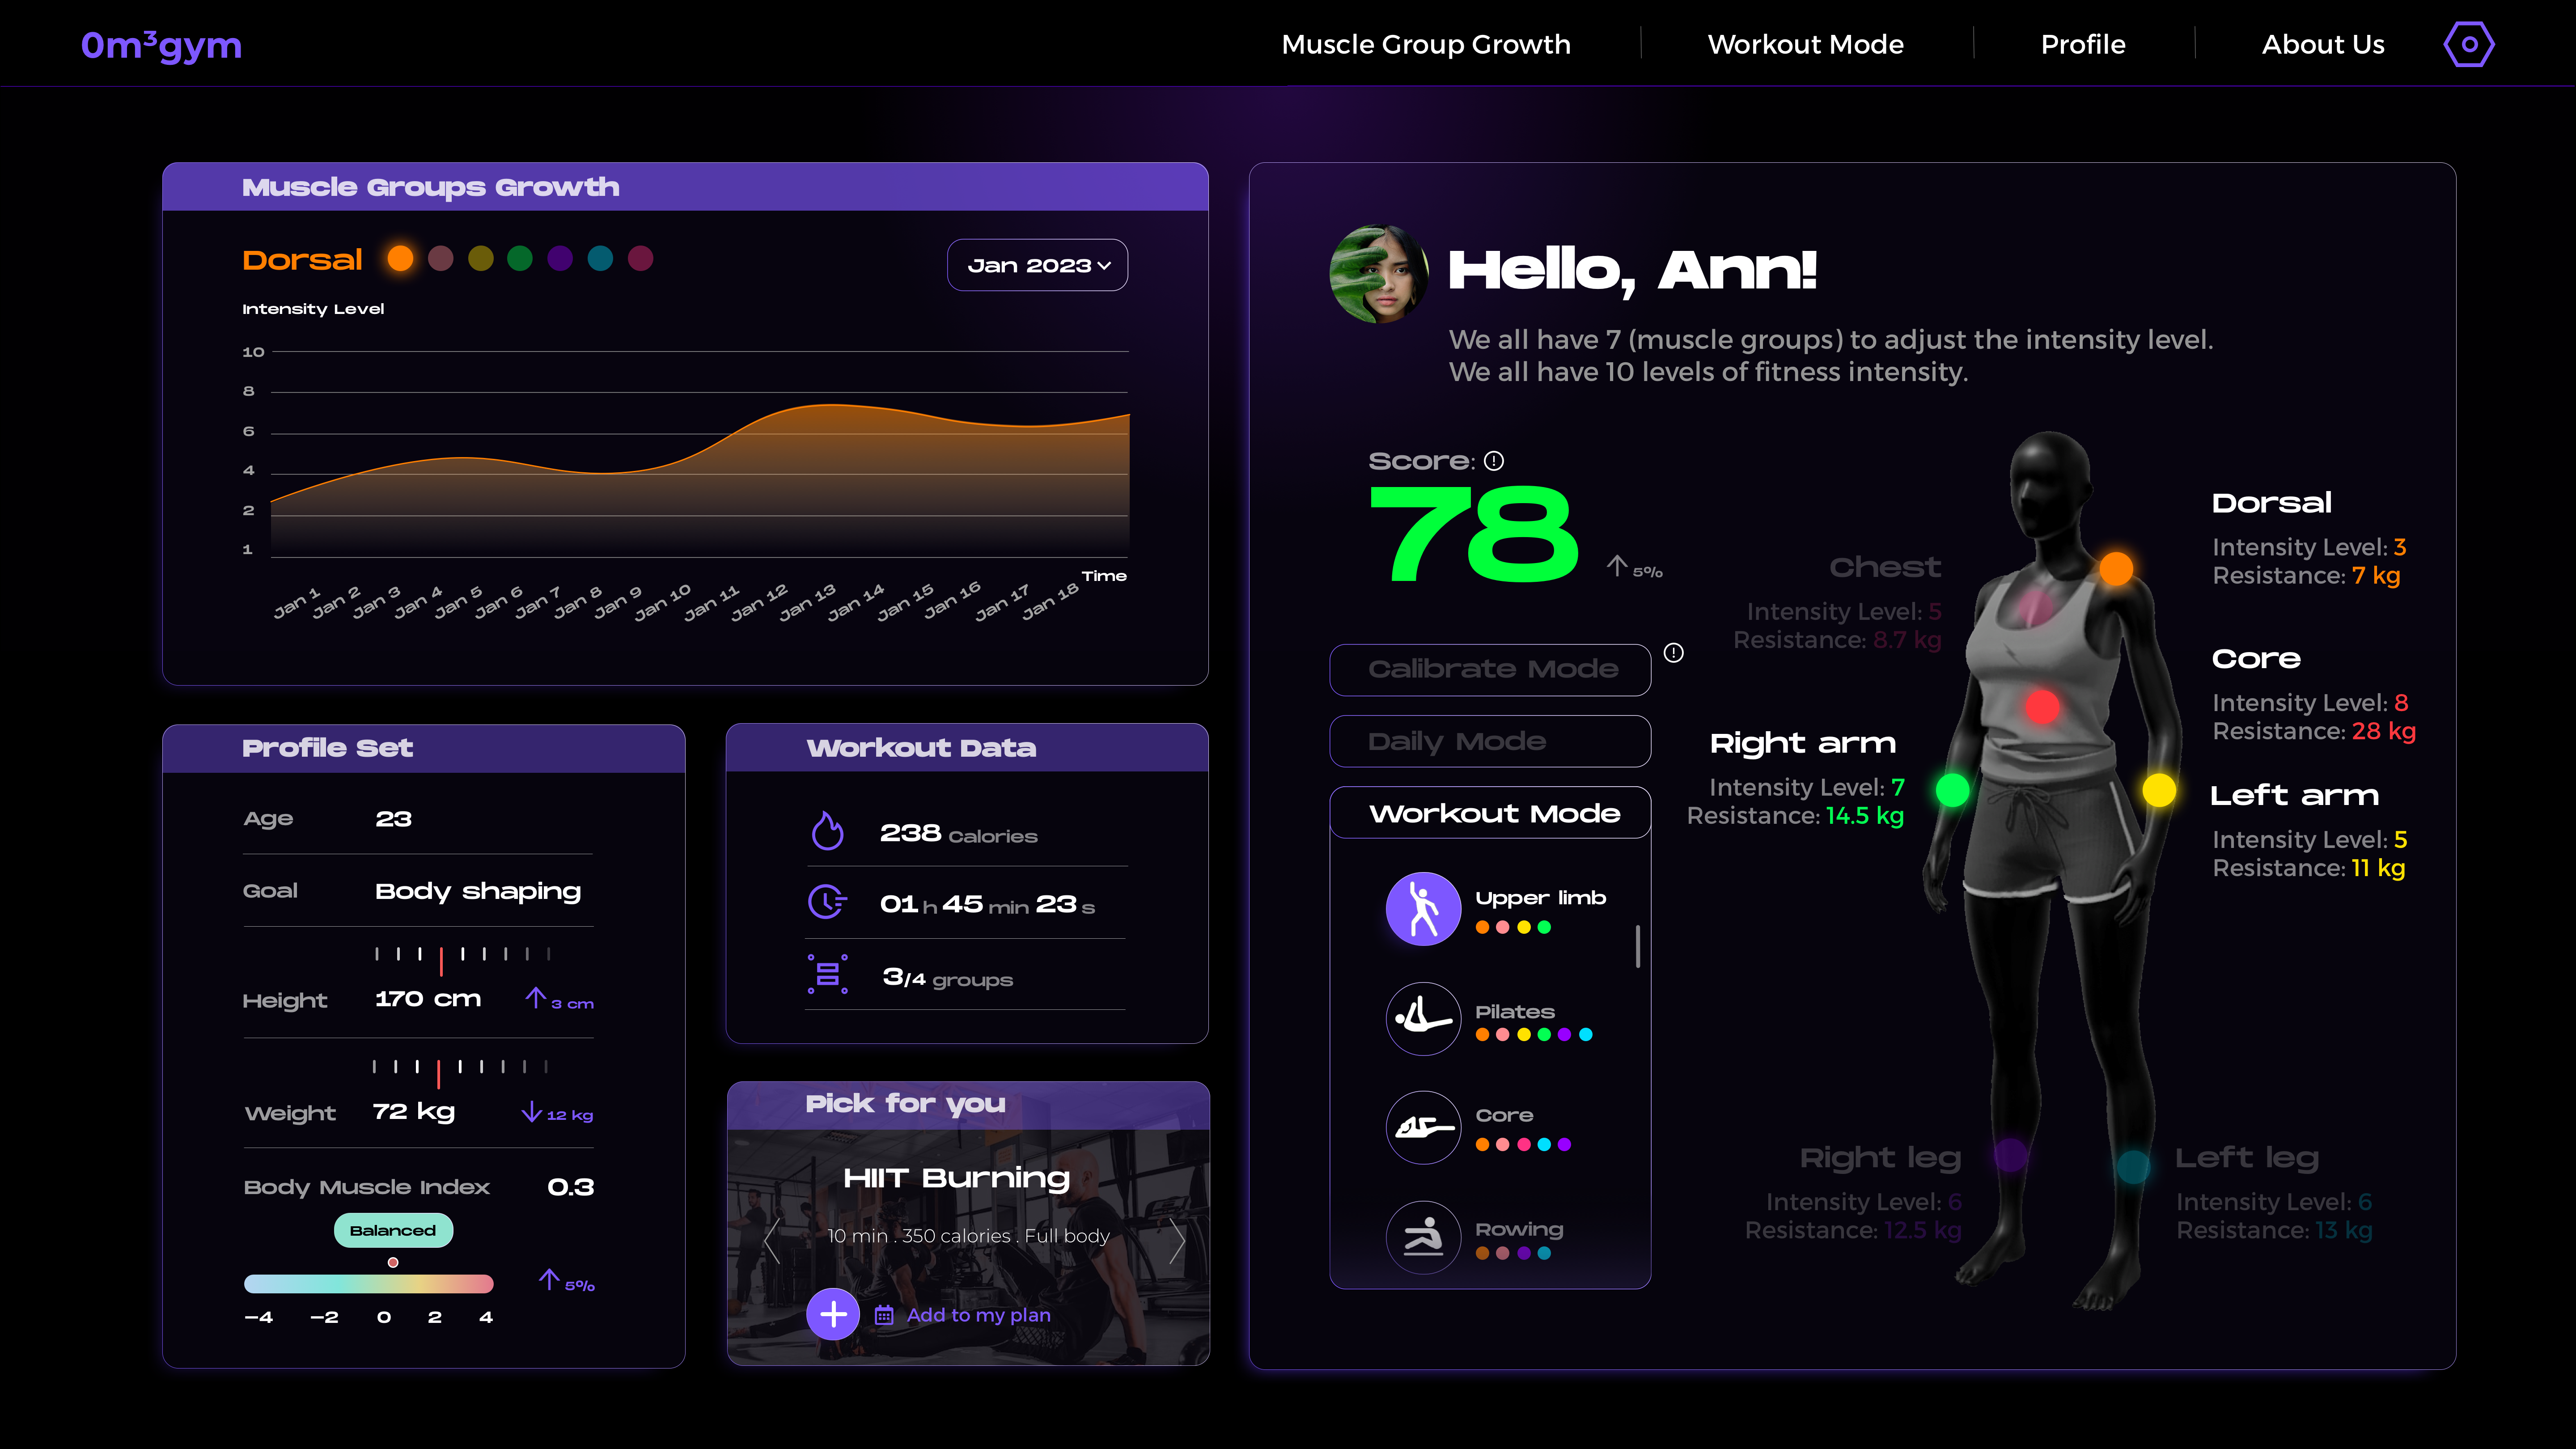 0m³gym
Muscle Group Growth
Workout Mode
Profile
About Us
Muscle Groups Growth
Dorsal
Jan 2023
Intensity Level
10
8
6
4
2
1
Time
Jan 1
Jan 2
Jan 3
Jan 4
Jan 5
Jan 6
Jan 7
Jan 8
Jan 9
Jan 10
Jan 11
Jan 12
Jan 13
Jan 14
Jan 15
Jan 16
Jan 17
Jan 18
Profile Set
Age 23
Goal Body shaping
Height 170 cm 3 cm
Weight 72 kg 12 kg
Body Muscle Index 0.3
Balanced
5%
−4 −2 0 2 4
Workout Data
238 Calories
01 h 45 min 23 s
3/4 groups
Pick for you
HIIT Burning
10 min . 350 calories . Full body
Add to my plan
Hello, Ann!
We all have 7 (muscle groups) to adjust the intensity level.
We all have 10 levels of fitness intensity.
Score:
78
5%
Calibrate Mode
Daily Mode
Workout Mode
Upper limb
Pilates
Core
Rowing
Chest
Intensity Level: 5
Resistance: 8.7 kg
Right arm
Intensity Level: 7
Resistance: 14.5 kg
Dorsal
Intensity Level: 3
Resistance: 7 kg
Core
Intensity Level: 8
Resistance: 28 kg
Left arm
Intensity Level: 5
Resistance: 11 kg
Right leg
Intensity Level: 6
Resistance: 12.5 kg
Left leg
Intensity Level: 6
Resistance: 13 kg